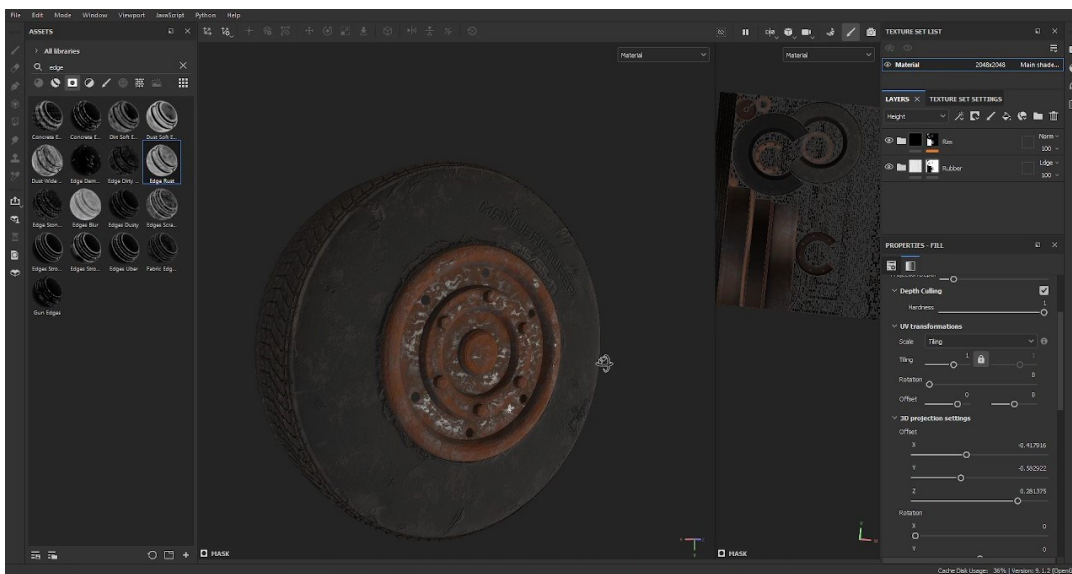 File Edit Mode Window Viewport JavaScript Python Help
ASSETS
All libraries
edge
Concrete E... Concrete E... Dirt Soft E... Dust Soft E...
Dust Wide ... Edge Dam... Edge Dirty ... Edge Rust
Edge Ston... Edges Blur Edges Dusty Edges Scra...
Edges Stro... Edges Stro... Edges Uber Fabric Edg...
Gun Edges
Material
Material
MASK
MASK
TEXTURE SET LIST
Material 2048x2048 Main shade...
LAYERS TEXTURE SET SETTINGS
Height
Rim Norm
100
Rubber Ldge
100
PROPERTIES - FILL
Depth Culling
Hardness 1
UV transformations
Scale Tiling
Tiling 1 1
Rotation 0
Offset 0 0
3D projection settings
Offset
X -0.417916
Y -0.582922
Z 0.281375
Rotation
X 0
Y 0
Cache Disk Usage: 36% | Version: 9.1.2